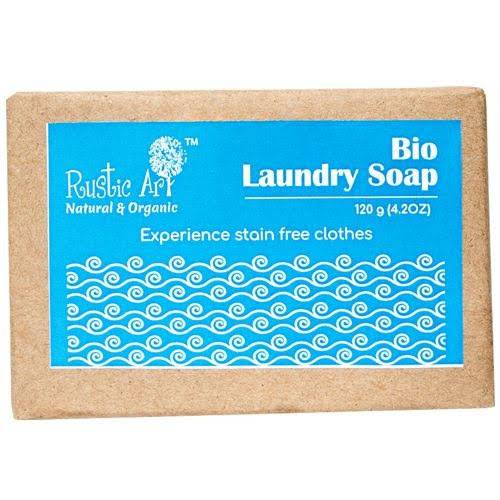 Rustic Art™
Natural & Organic
Bio
Laundry Soap
120 g (4.2OZ)
Experience stain free clothes